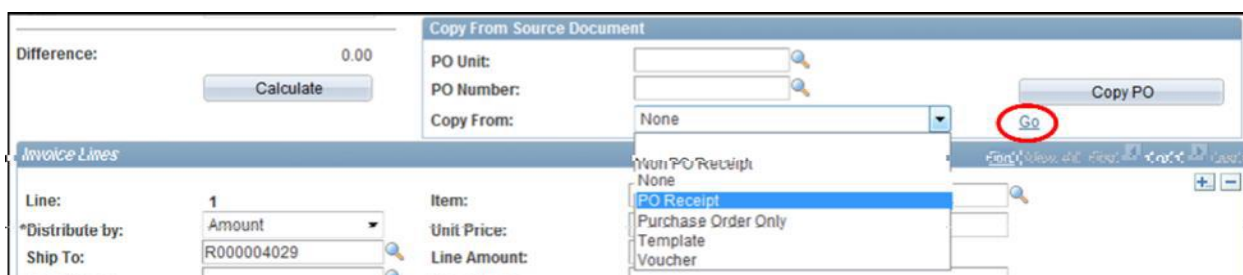 Copy From Source Document
Difference: 0.00
PO Unit:
Calculate
PO Number:
Copy PO
Copy From: None
Go
Invoice Lines
Non PO Receipt
None
PO Receipt
Purchase Order Only
Template
Voucher
Line: 1
Item:
*Distribute by: Amount
Unit Price:
Ship To: R000004029
Line Amount: